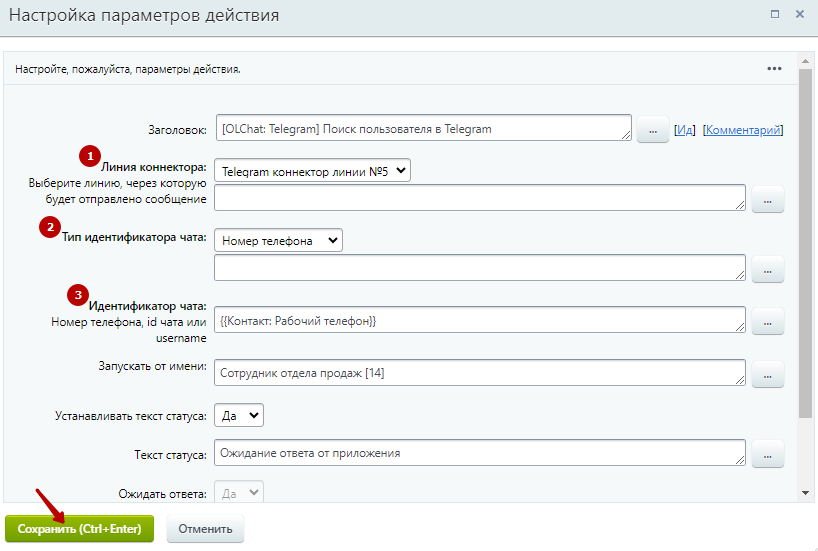 Настройка параметров действия
Настройте, пожалуйста, параметры действия.
Заголовок: [OLChat: Telegram] Поиск пользователя в Telegram ... [Ид] [Комментарий]
1
Линия коннектора: Telegram коннектор линии №5
Выберите линию, через которую
будет отправлено сообщение ...
2
Тип идентификатора чата: Номер телефона
...
3
Идентификатор чата:
Номер телефона, id чата или
username
{{Контакт: Рабочий телефон}} ...
Запускать от имени: Сотрудник отдела продаж [14] ...
Устанавливать текст статуса: Да
Текст статуса: Ожидание ответа от приложения ...
Ожидать ответа: Да
Сохранить (Ctrl+Enter) Отменить